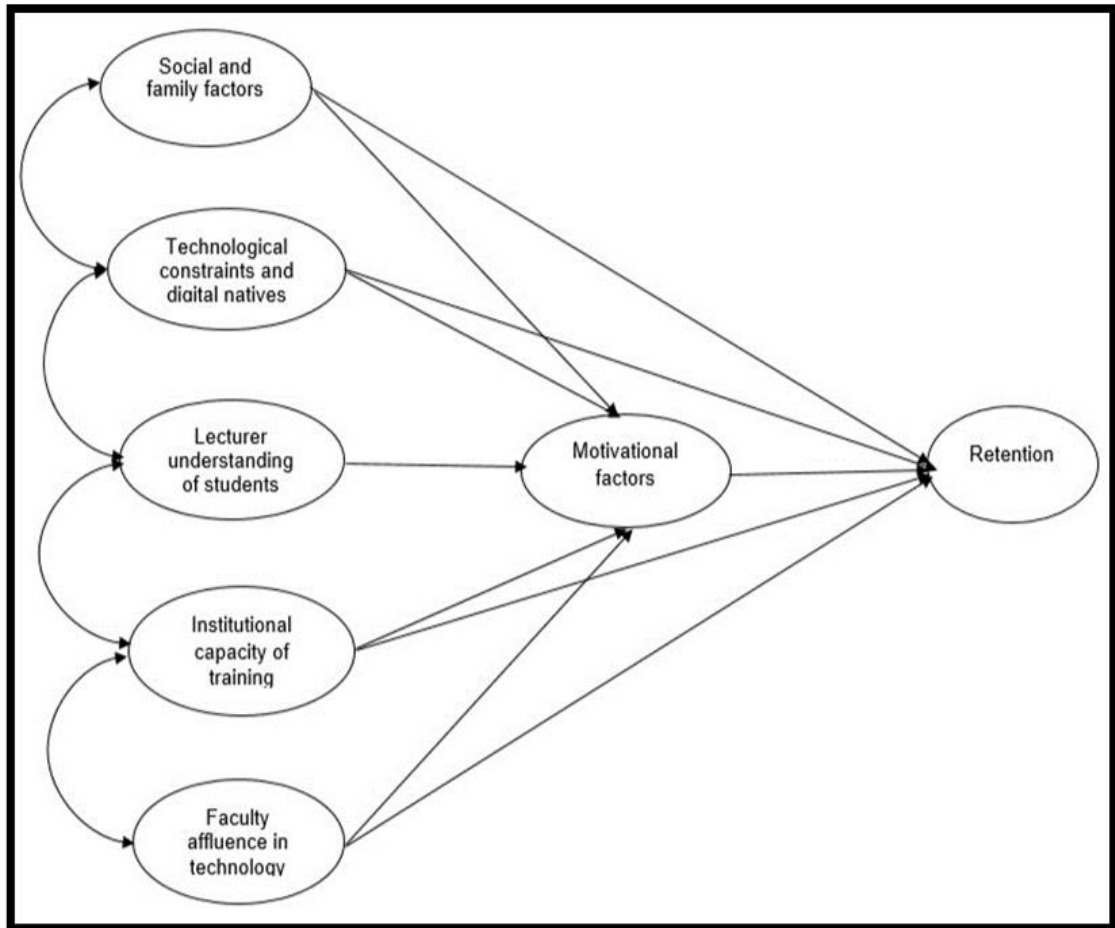 Social and
family factors
Technological
constraints and
digital natives
Lecturer
understanding
of students
Motivational
factors
Retention
Institutional
capacity of
training
Faculty
affluence in
technology